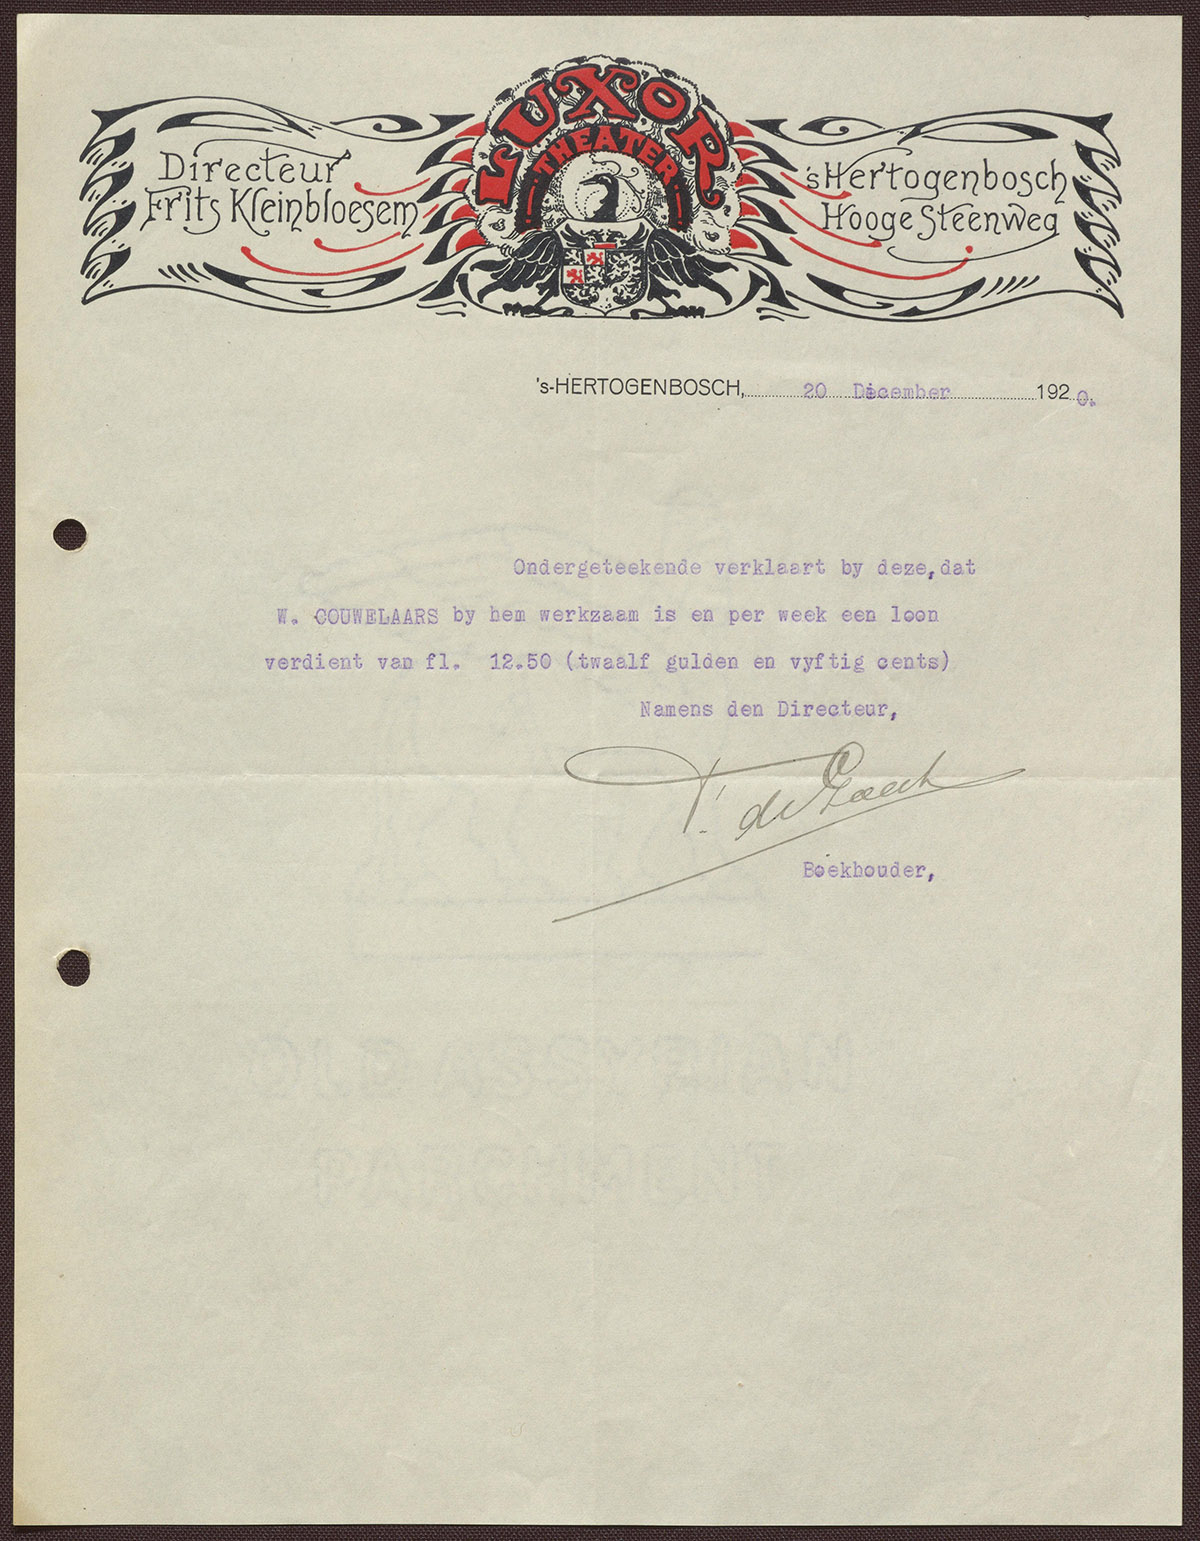 LUXOR
THEATER
Directeur
Frits Kleinbloesem
'sHertogenbosch
Hooge Steenweg
's-HERTOGENBOSCH, 20 December 1920.
Ondergeteekende verklaart by deze, dat
W. COUWELAARS by hem werkzaam is en per week een loon
verdient van fl. 12.50 (twaalf gulden en vyftig cents)
Namens den Directeur,
de
Boekhouder,